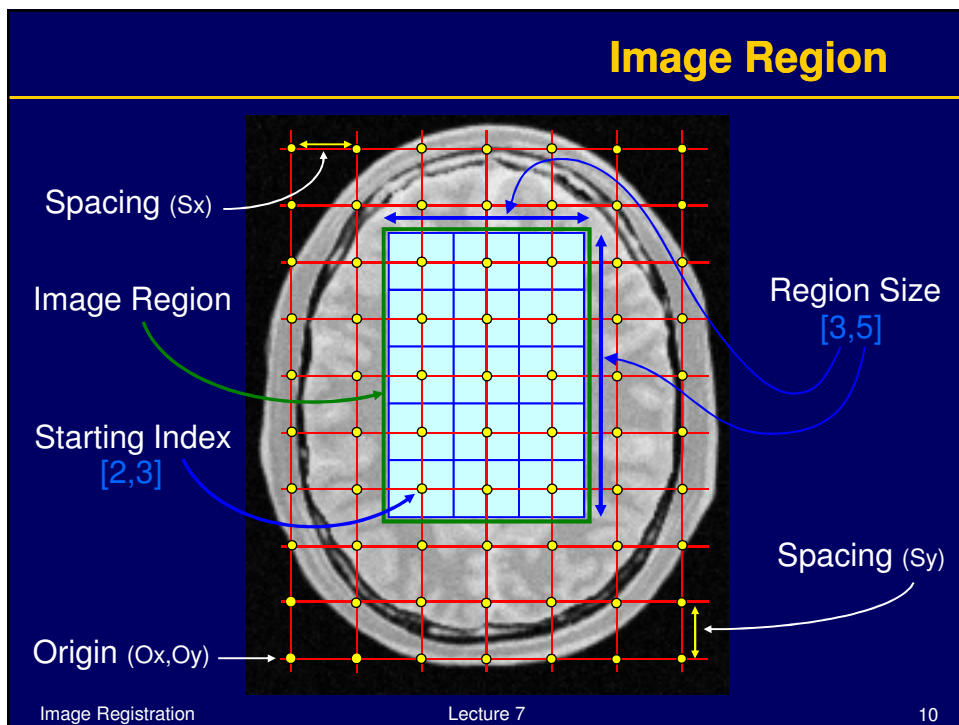 Image Region
Spacing (Sx)
Image Region
Region Size
[3,5]
Starting Index
[2,3]
Spacing (Sy)
Origin (Ox,Oy)
Image Registration
Lecture 7
10